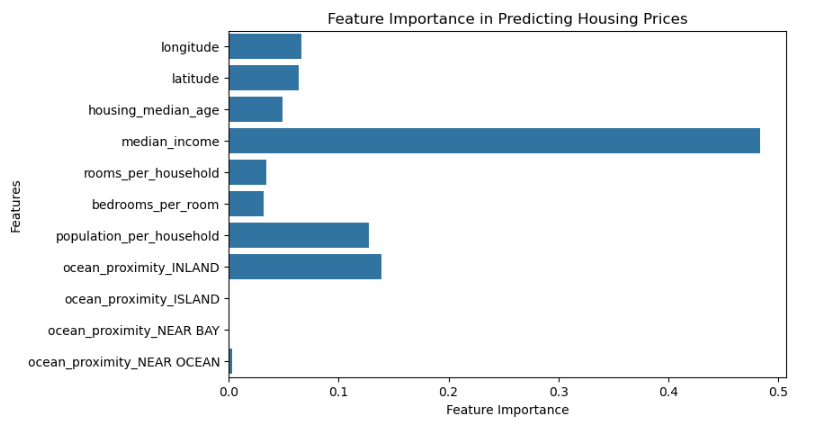 Feature Importance in Predicting Housing Prices
longitude
latitude
housing_median_age
median_income
rooms_per_household
bedrooms_per_room
population_per_household
ocean_proximity_INLAND
ocean_proximity_ISLAND
ocean_proximity_NEAR BAY
ocean_proximity_NEAR OCEAN
Features
0.0 0.1 0.2 0.3 0.4 0.5
Feature Importance